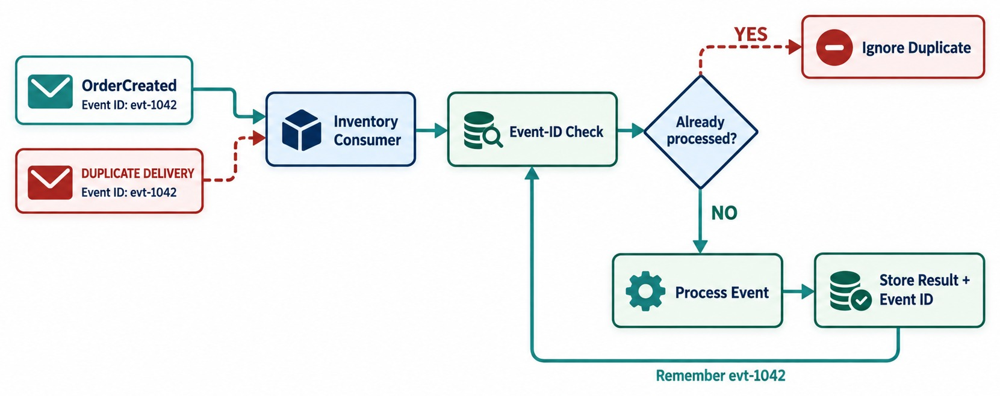 OrderCreated
Event ID: evt-1042
DUPLICATE DELIVERY
Event ID: evt-1042
Inventory
Consumer
Event-ID Check
Already
processed?
YES
Ignore Duplicate
NO
Process Event
Store Result +
Event ID
Remember evt-1042